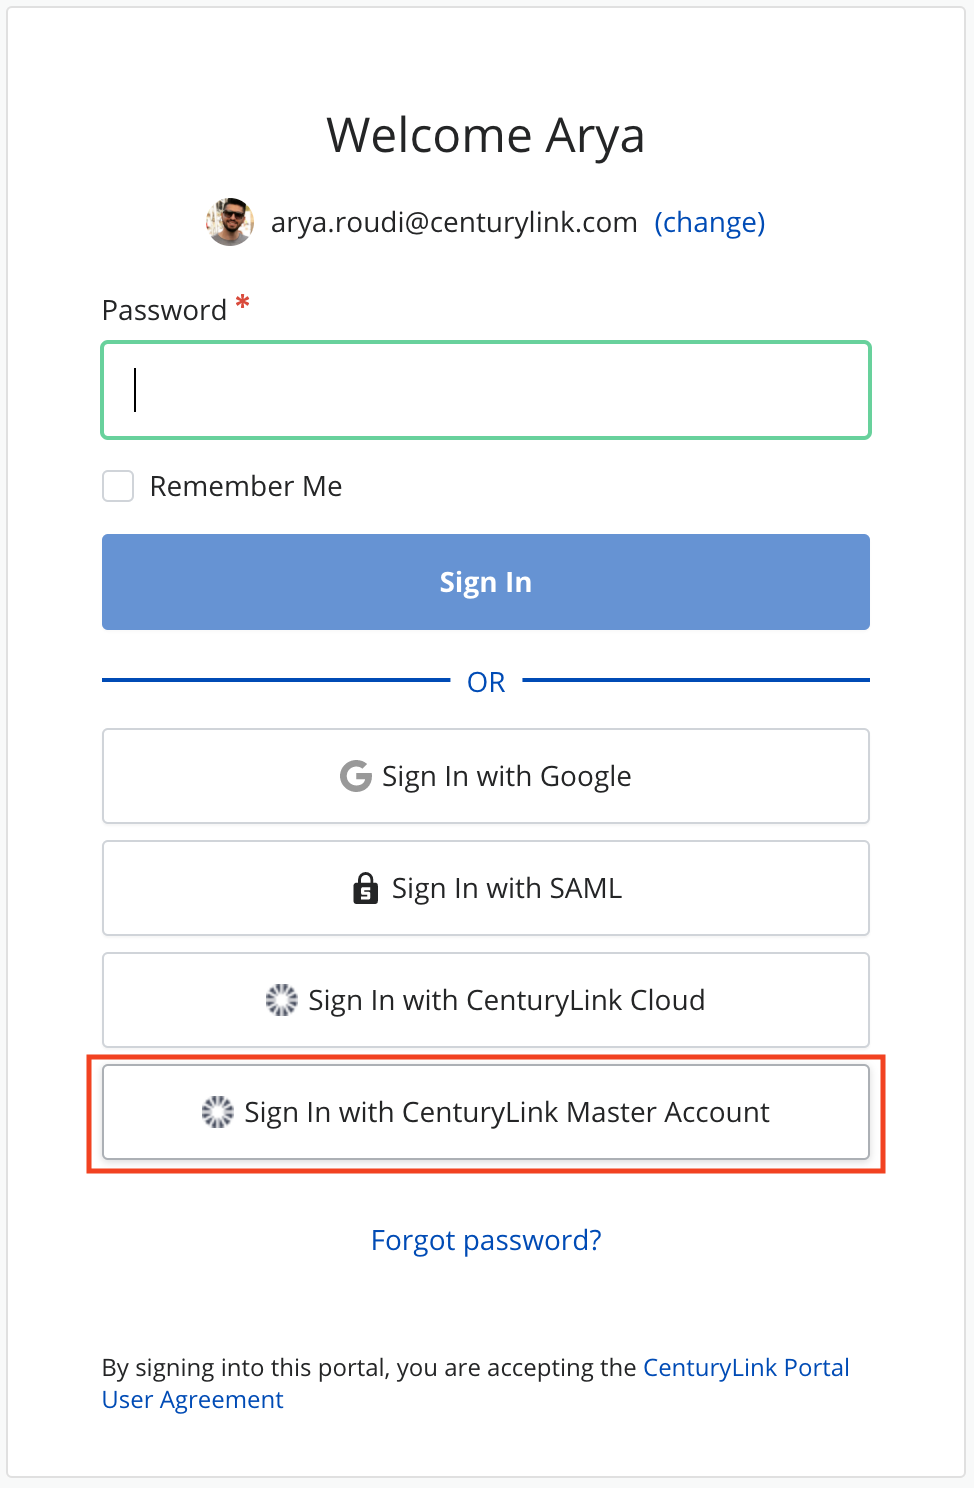 Welcome Arya
arya.roudi@centurylink.com (change)
Password *
Remember Me
Sign In
OR
Sign In with Google
Sign In with SAML
Sign In with CenturyLink Cloud
Sign In with CenturyLink Master Account
Forgot password?
By signing into this portal, you are accepting the CenturyLink Portal
User Agreement